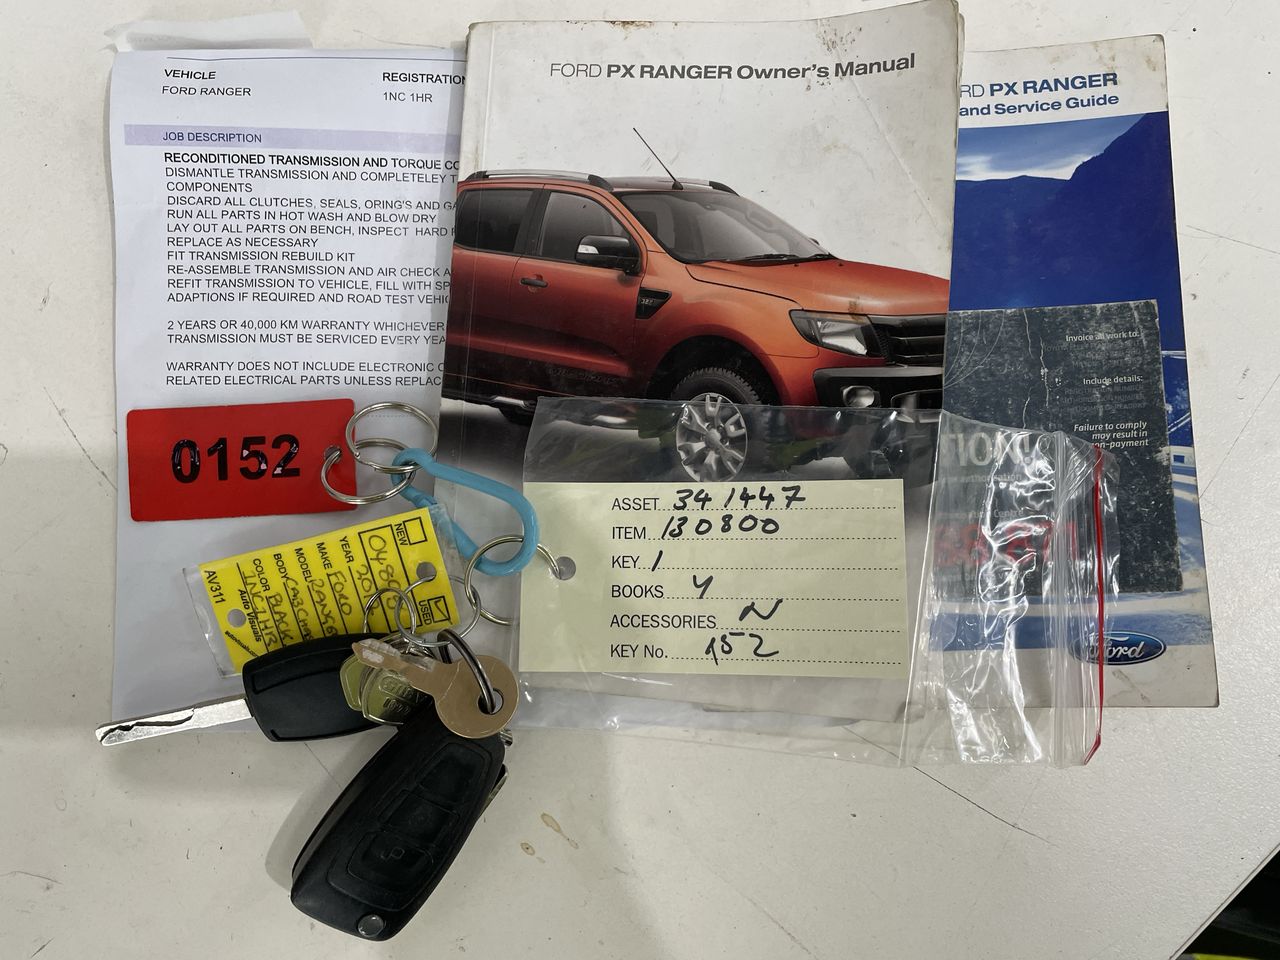 VEHICLE
REGISTRATION
FORD RANGER
1NC 1HR
JOB DESCRIPTION
RECONDITIONED TRANSMISSION AND TORQUE CO
DISMANTLE TRANSMISSION AND COMPLETELEY T
COMPONENTS
DISCARD ALL CLUTCHES, SEALS, ORING'S AND GA
RUN ALL PARTS IN HOT WASH AND BLOW DRY
LAY OUT ALL PARTS ON BENCH, INSPECT HARD
REPLACE AS NECESSARY
FIT TRANSMISSION REBUILD KIT
RE-ASSEMBLE TRANSMISSION AND AIR CHECK A
REFIT TRANSMISSION TO VEHICLE, FILL WITH SP
ADAPTIONS IF REQUIRED AND ROAD TEST VEHIC
2 YEARS OR 40,000 KM WARRANTY WHICHEVER
TRANSMISSION MUST BE SERVICED EVERY YEA
WARRANTY DOES NOT INCLUDE ELECTRONIC C
RELATED ELECTRICAL PARTS UNLESS REPLAC
FORD PX RANGER Owner's Manual
RD PX RANGER
and Service Guide
Invoice all work to:
Include details:
Failure to comply
may result in
non-payment
TION!
Ford
0152
NEW
USED
YEAR
MAKE FORD
MODEL RANGE
BODY CABCHAS
COLOR BLACK
1NC1HR
Auto Visuals
AV311
ASSET 341447
ITEM 130800
KEY 1
BOOKS Y
ACCESSORIES N
KEY No. 152